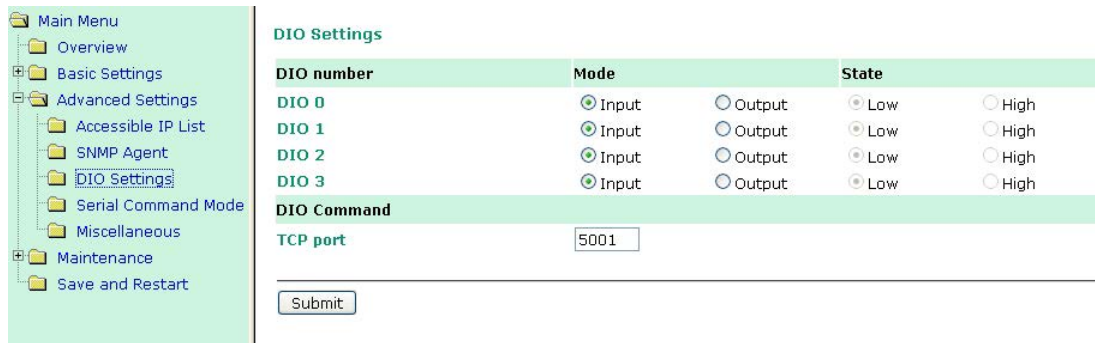 Main Menu
Overview
Basic Settings
Advanced Settings
Accessible IP List
SNMP Agent
DIO Settings
Serial Command Mode
Miscellaneous
Maintenance
Save and Restart
DIO Settings
DIO number Mode State
DIO 0 Input Output Low High
DIO 1 Input Output Low High
DIO 2 Input Output Low High
DIO 3 Input Output Low High
DIO Command
TCP port 5001
Submit